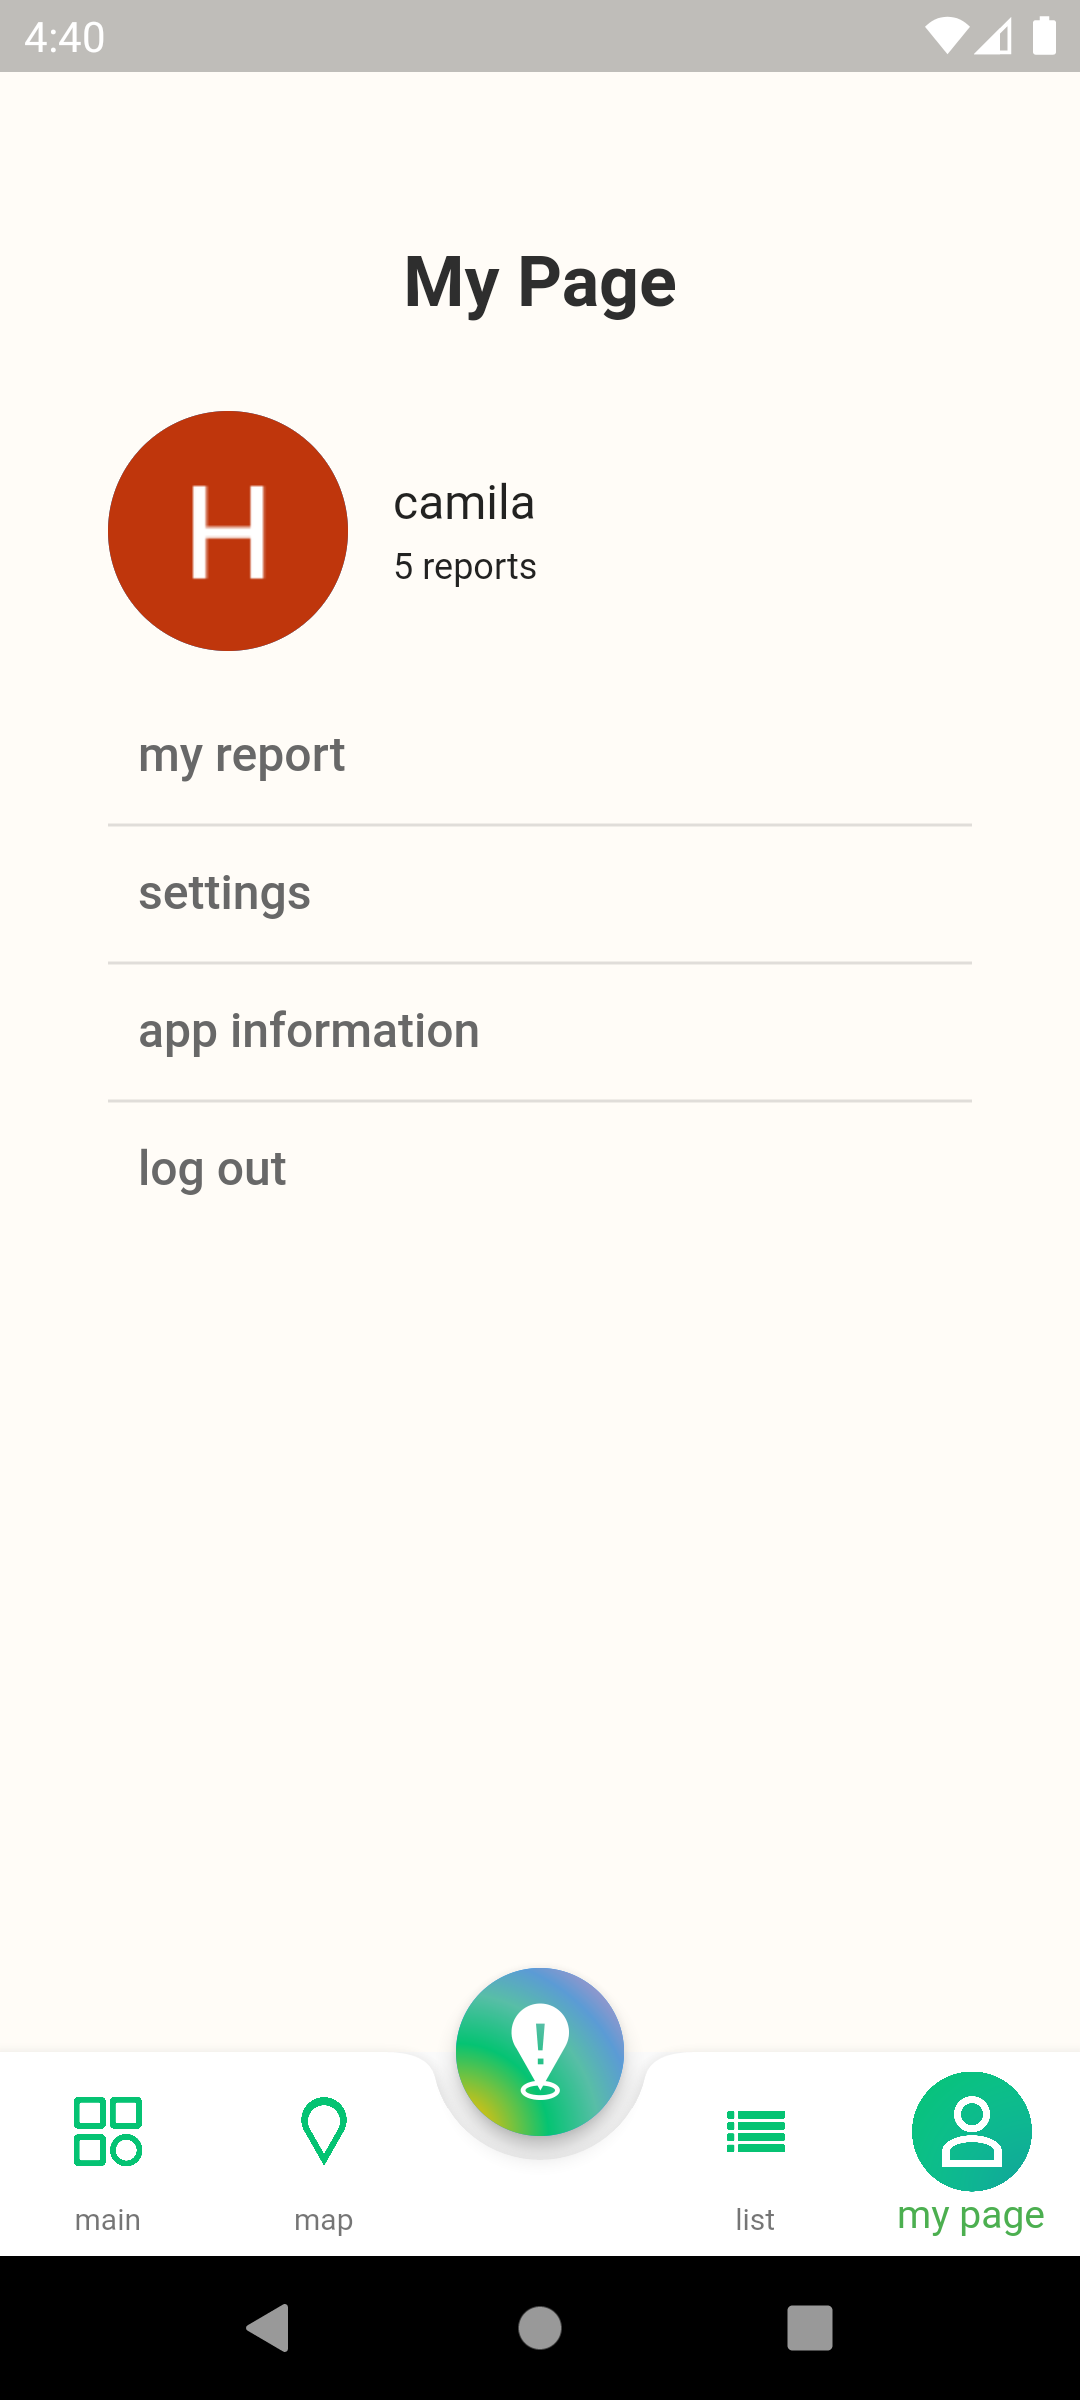 4:40
My Page
H
camila
5 reports
my report
settings
app information
log out
main
map
list
my page